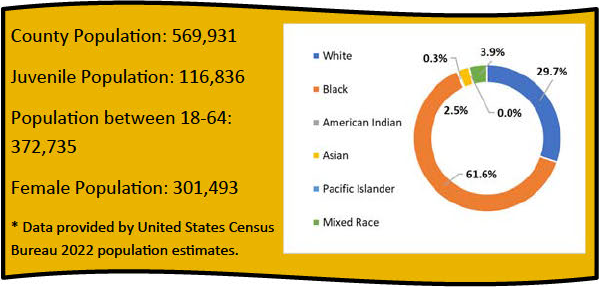 County Population: 569,931
Juvenile Population: 116,836
Population between 18-64:
372,735
Female Population: 301,493
* Data provided by United States Census
Bureau 2022 population estimates.
White
Black
American Indian
Asian
Pacific Islander
Mixed Race
0.3%
3.9%
29.7%
2.5%
0.0%
61.6%